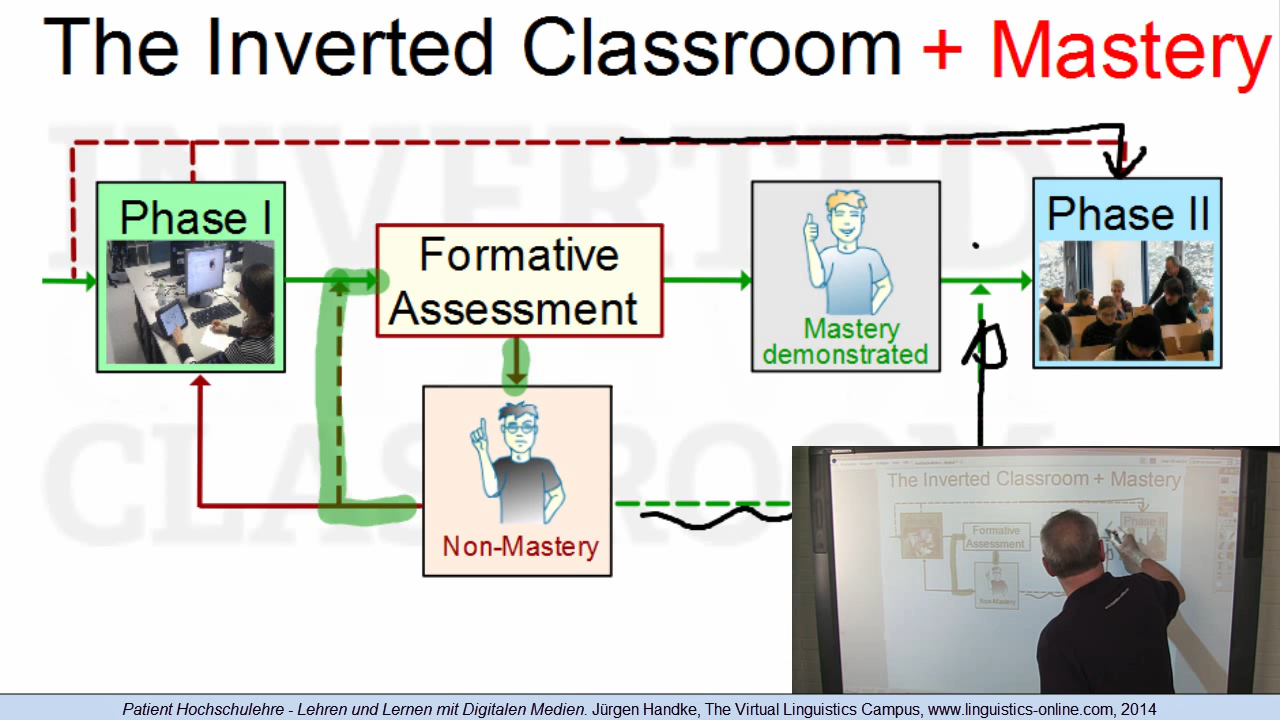 The Inverted Classroom + Mastery
INVERTED
CLASSROOM
Phase I
Formative
Assessment
Mastery
demonstrated
Phase II
Non-Mastery
The Inverted Classroom + Mastery
Formative
Assessment
Phase II
Non-Mastery
Patient Hochschulehre - Lehren und Lernen mit Digitalen Medien. Jürgen Handke, The Virtual Linguistics Campus, www.linguistics-online.com, 2014